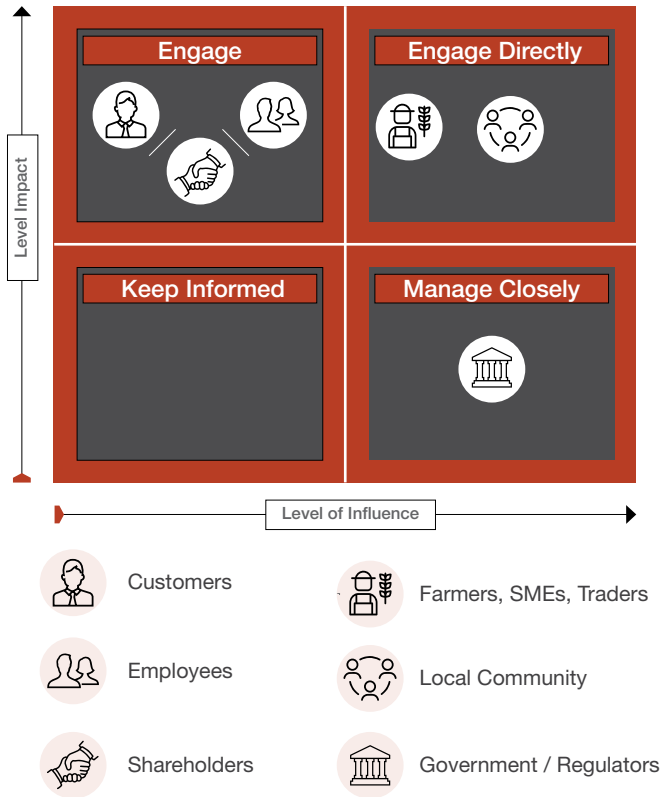 Engage
Engage Directly
Level Impact
Keep Informed
Manage Closely
Level of Influence
Customers
Farmers, SMEs, Traders
Employees
Local Community
Shareholders
Government / Regulators